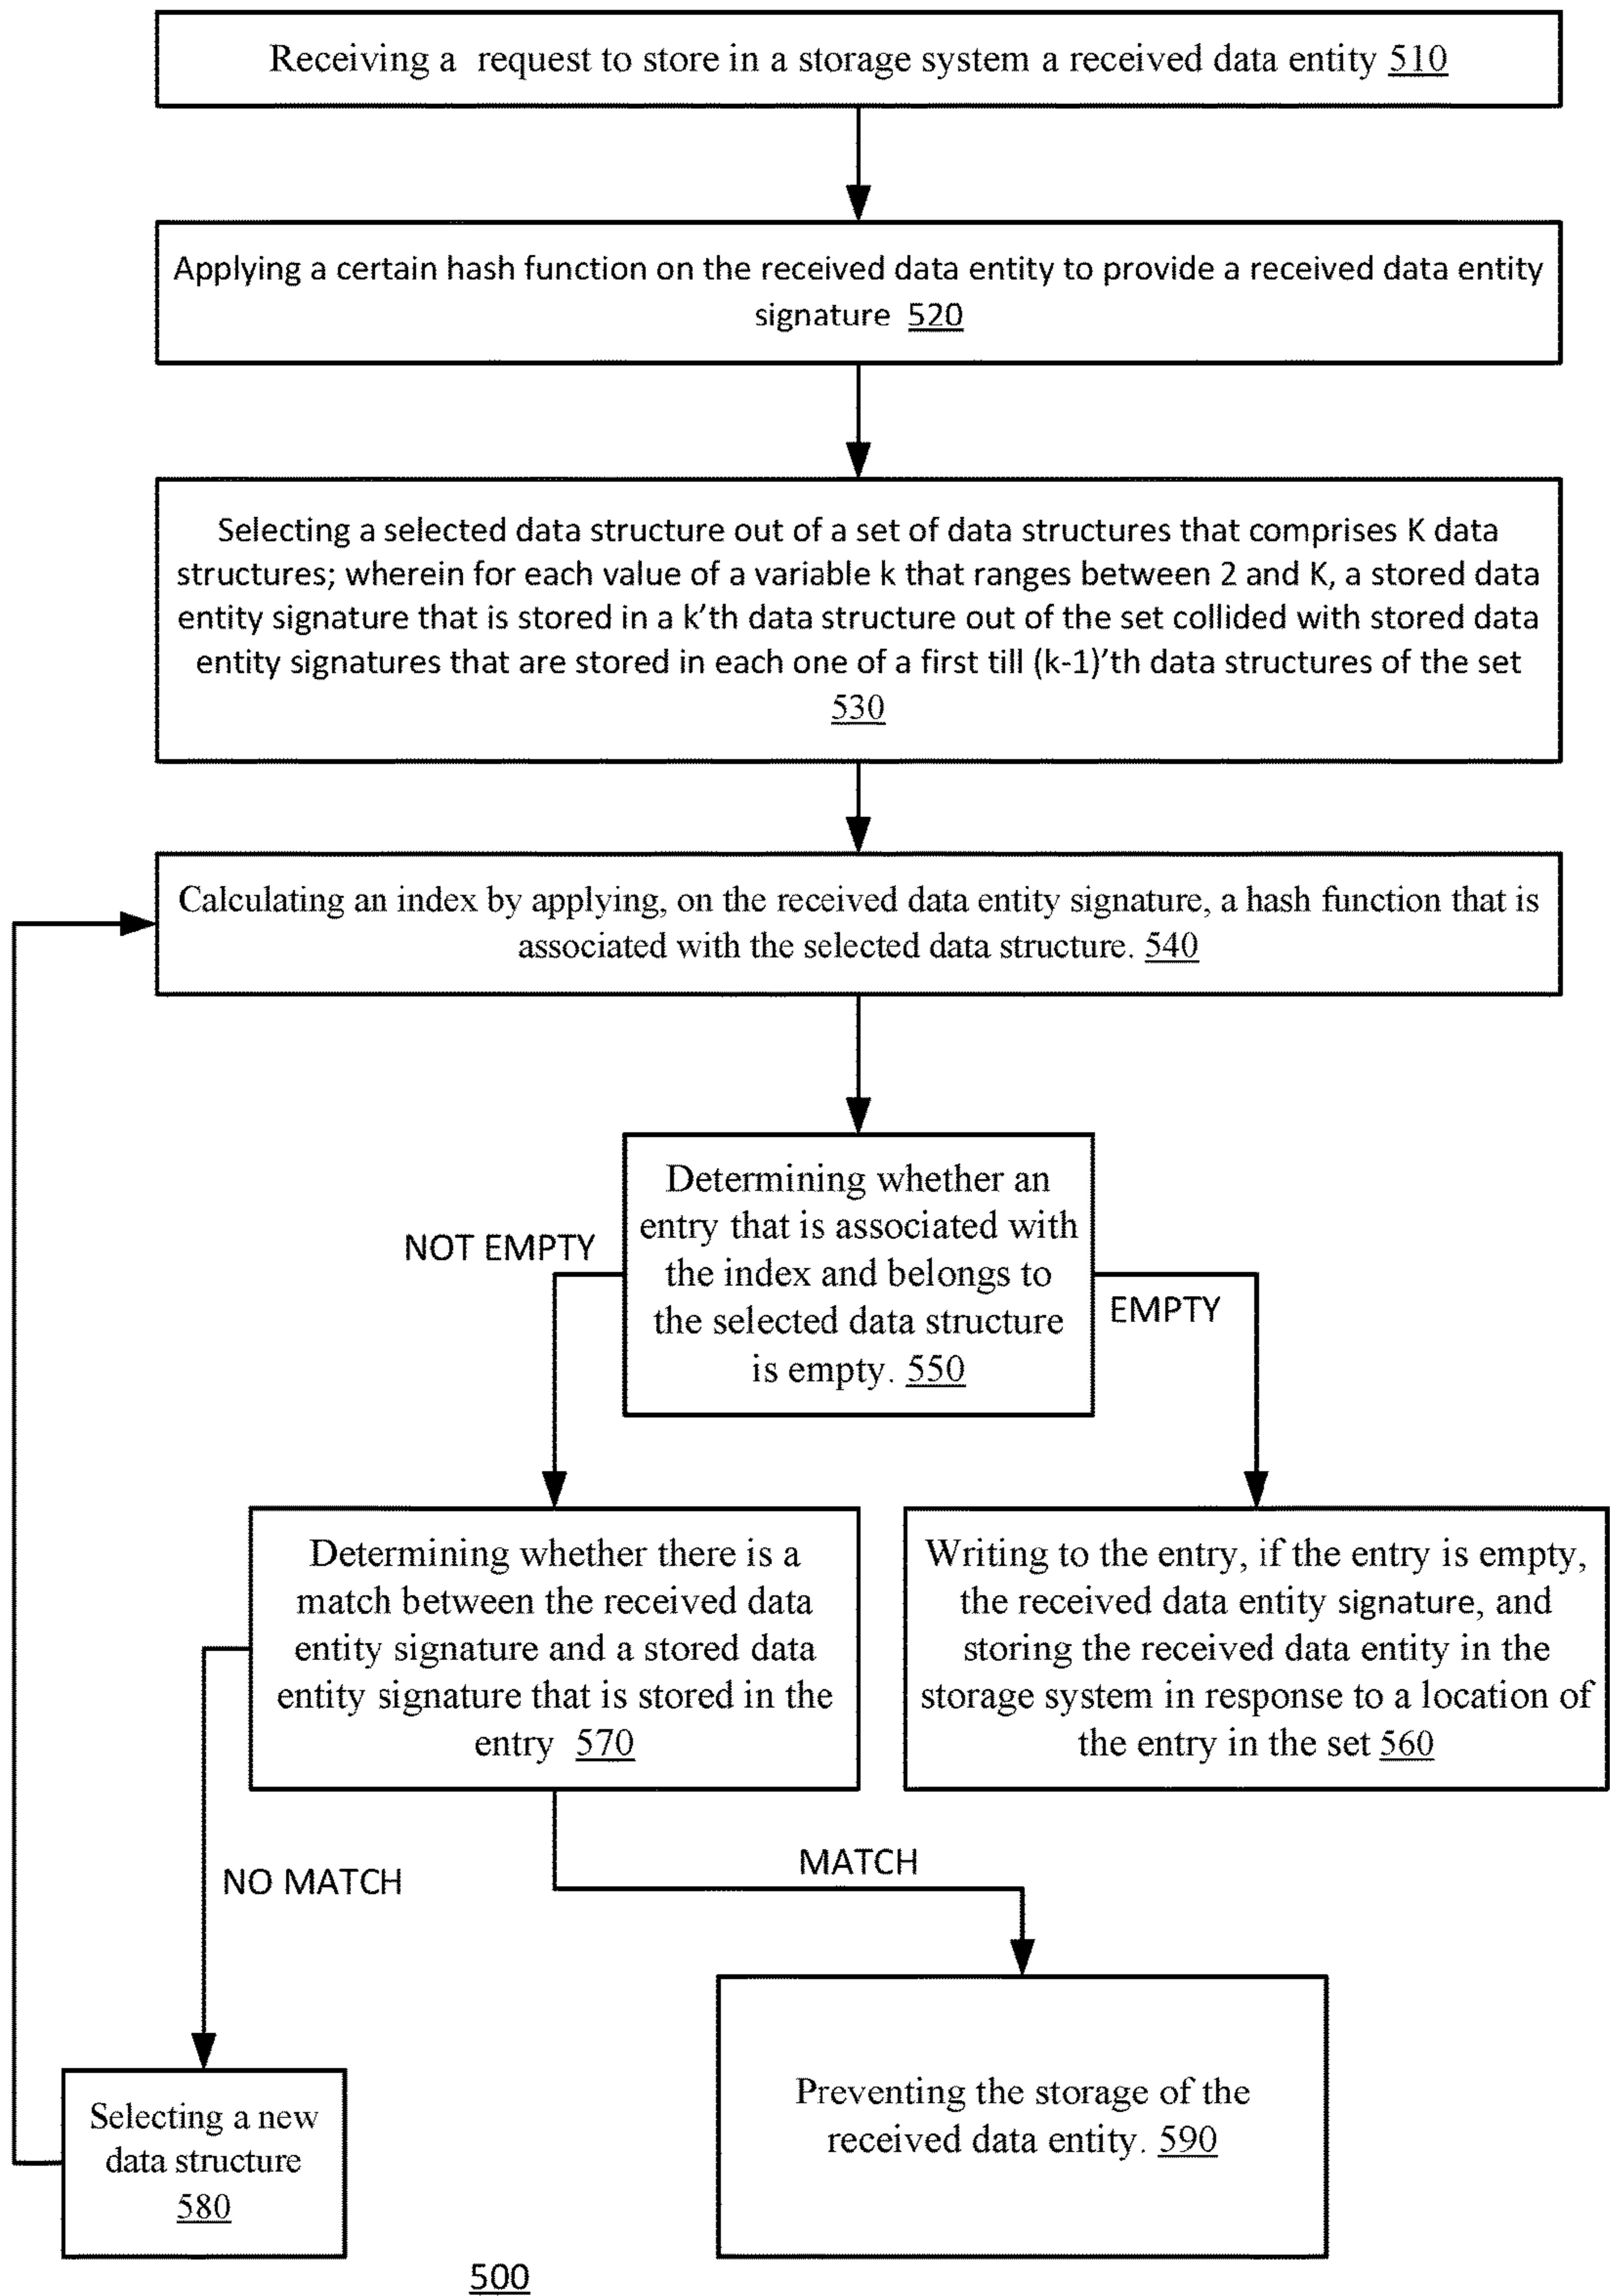 Receiving a request to store in a storage system a received data entity 510
Applying a certain hash function on the received data entity to provide a received data entity
signature 520
Selecting a selected data structure out of a set of data structures that comprises K data
structures; wherein for each value of a variable k that ranges between 2 and K, a stored data
entity signature that is stored in a k'th data structure out of the set collided with stored data
entity signatures that are stored in each one of a first till (k-1)'th data structures of the set
530
Calculating an index by applying, on the received data entity signature, a hash function that is
associated with the selected data structure. 540
Determining whether an
entry that is associated with
the index and belongs to
the selected data structure
is empty. 550
NOT EMPTY
EMPTY
Determining whether there is a
match between the received data
entity signature and a stored data
entity signature that is stored in the
entry 570
Writing to the entry, if the entry is empty,
the received data entity signature, and
storing the received data entity in the
storage system in response to a location of
the entry in the set 560
NO MATCH
MATCH
Selecting a new
data structure
580
Preventing the storage of the
received data entity. 590
500